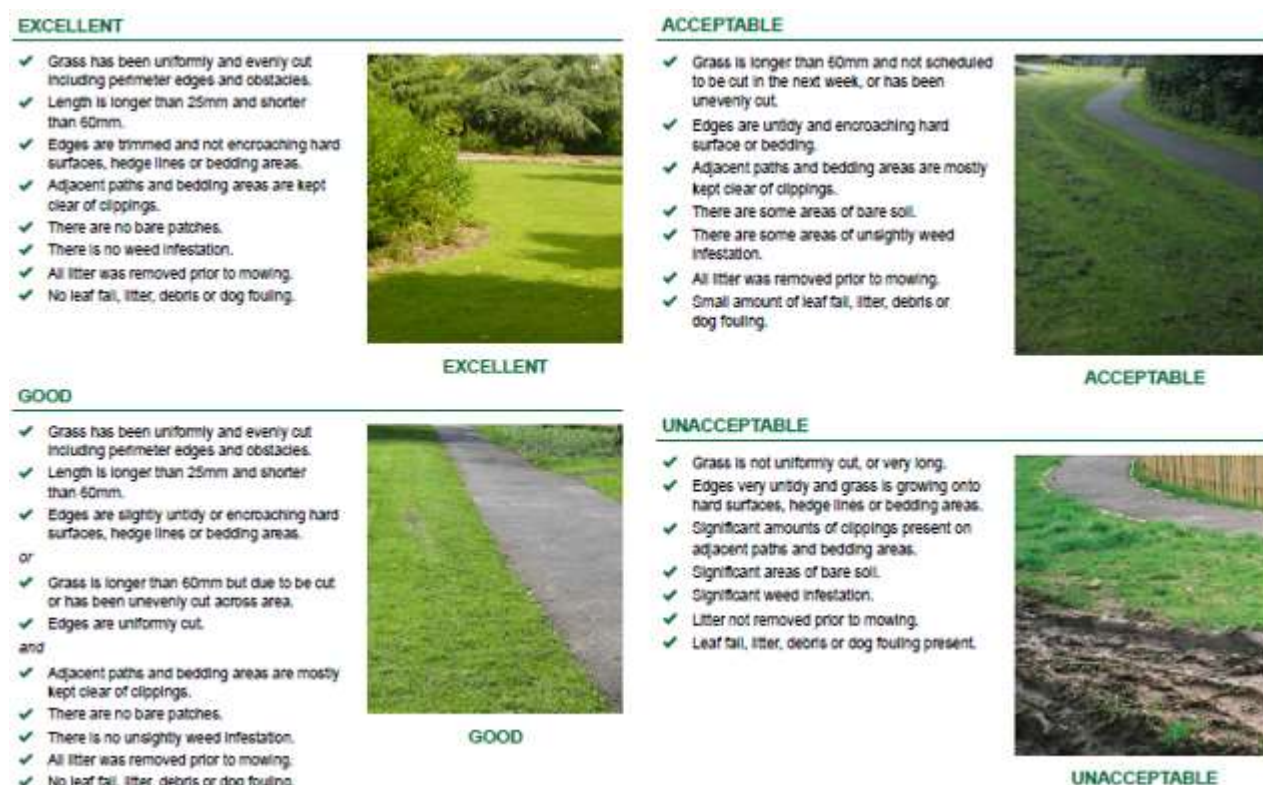 EXCELLENT
Grass has been uniformly and evenly cut
including perimeter edges and obstacles.
Length is longer than 25mm and shorter
than 60mm.
Edges are trimmed and not encroaching hard
surfaces, hedge lines or bedding areas.
Adjacent paths and bedding areas are kept
clear of clippings.
There are no bare patches.
There is no weed infestation.
All litter was removed prior to mowing.
No leaf fall, litter, debris or dog fouling.
EXCELLENT
GOOD
Grass has been uniformly and evenly cut
including perimeter edges and obstacles.
Length is longer than 25mm and shorter
than 60mm.
Edges are slightly untidy or encroaching hard
surfaces, hedge lines or bedding areas.
or
Grass is longer than 60mm but due to be cut
or has been unevenly cut across area.
Edges are uniformly cut.
and
Adjacent paths and bedding areas are mostly
kept clear of clippings.
There are no bare patches.
There is no unsightly weed infestation.
All litter was removed prior to mowing.
No leaf fall, litter, debris or dog fouling.
GOOD
ACCEPTABLE
Grass is longer than 60mm and not scheduled
to be cut in the next week, or has been
unevenly cut.
Edges are untidy and encroaching hard
surface or bedding.
Adjacent paths and bedding areas are mostly
kept clear of clippings.
There are some areas of bare soil.
There are some areas of unsightly weed
infestation.
All litter was removed prior to mowing.
Small amount of leaf fall, litter, debris or
dog fouling.
ACCEPTABLE
UNACCEPTABLE
Grass is not uniformly cut, or very long.
Edges very untidy and grass is growing onto
hard surfaces, hedge lines or bedding areas.
Significant amounts of clippings present on
adjacent paths and bedding areas.
Significant areas of bare soil.
Significant weed infestation.
Litter not removed prior to mowing.
Leaf fall, litter, debris or dog fouling present.
UNACCEPTABLE